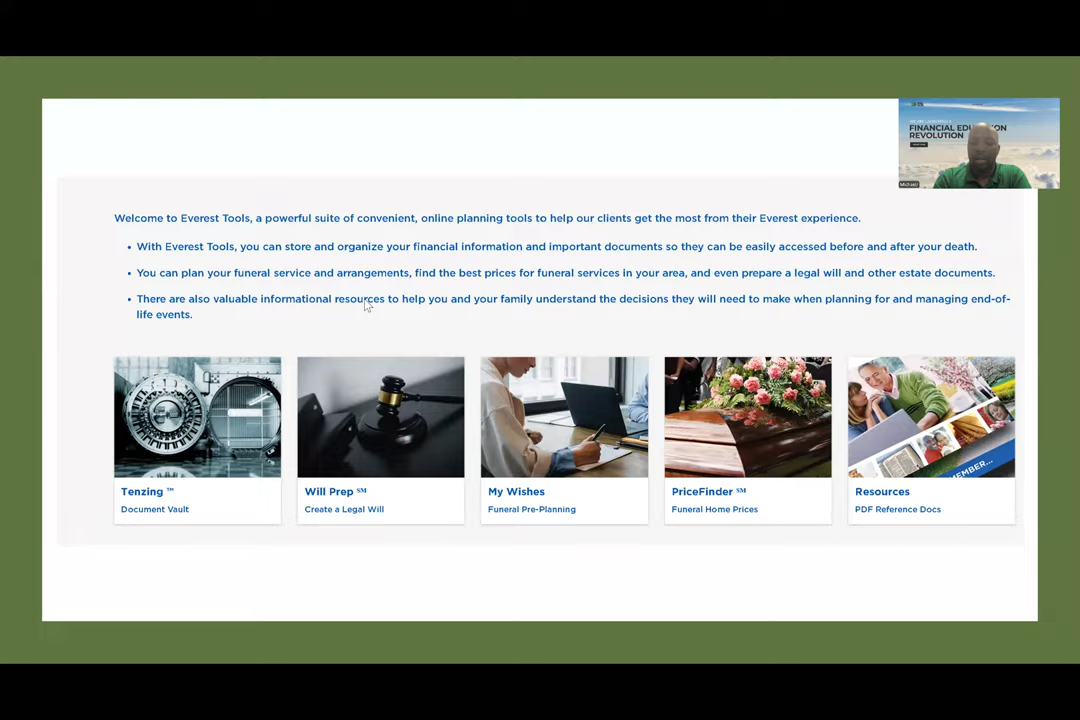 FINANCIAL EDUCATION
REVOLUTION
Michael
Welcome to Everest Tools, a powerful suite of convenient, online planning tools to help our clients get the most from their Everest experience.
• With Everest Tools, you can store and organize your financial information and important documents so they can be easily accessed before and after your death.
• You can plan your funeral service and arrangements, find the best prices for funeral services in your area, and even prepare a legal will and other estate documents.
• There are also valuable informational resources to help you and your family understand the decisions they will need to make when planning for and managing end-of-
life events.
MEMBER...
Tenzing ™
Document Vault
Will Prep ℠
Create a Legal Will
My Wishes
Funeral Pre-Planning
PriceFinder ℠
Funeral Home Prices
Resources
PDF Reference Docs